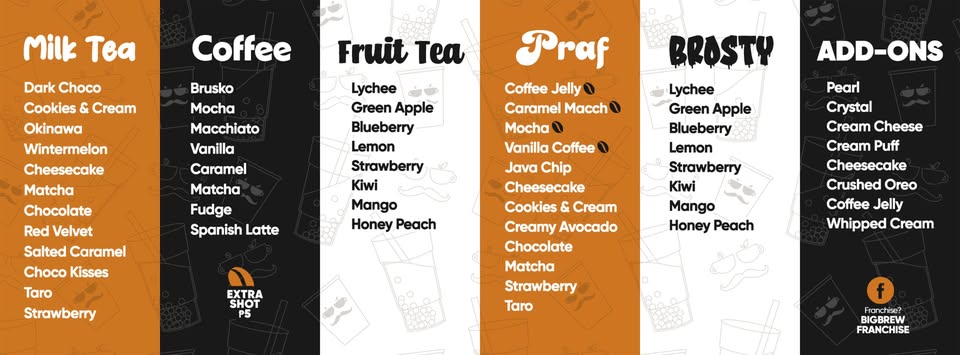 Milk Tea
Dark Choco
Cookies & Cream
Okinawa
Wintermelon
Cheesecake
Matcha
Chocolate
Red Velvet
Salted Caramel
Choco Kisses
Taro
Strawberry
Coffee
Brusko
Mocha
Macchiato
Vanilla
Caramel
Matcha
Fudge
Spanish Latte
EXTRA
SHOT
P5
Fruit Tea
Lychee
Green Apple
Blueberry
Lemon
Strawberry
Kiwi
Mango
Honey Peach
Praf
Coffee Jelly
Caramel Macch
Mocha
Vanilla Coffee
Java Chip
Cheesecake
Cookies & Cream
Creamy Avocado
Chocolate
Matcha
Strawberry
Taro
BROSTY
Lychee
Green Apple
Blueberry
Lemon
Strawberry
Kiwi
Mango
Honey Peach
ADD-ONS
Pearl
Crystal
Cream Cheese
Cream Puff
Cheesecake
Crushed Oreo
Coffee Jelly
Whipped Cream
f
Franchise?
BIGBREW
FRANCHISE